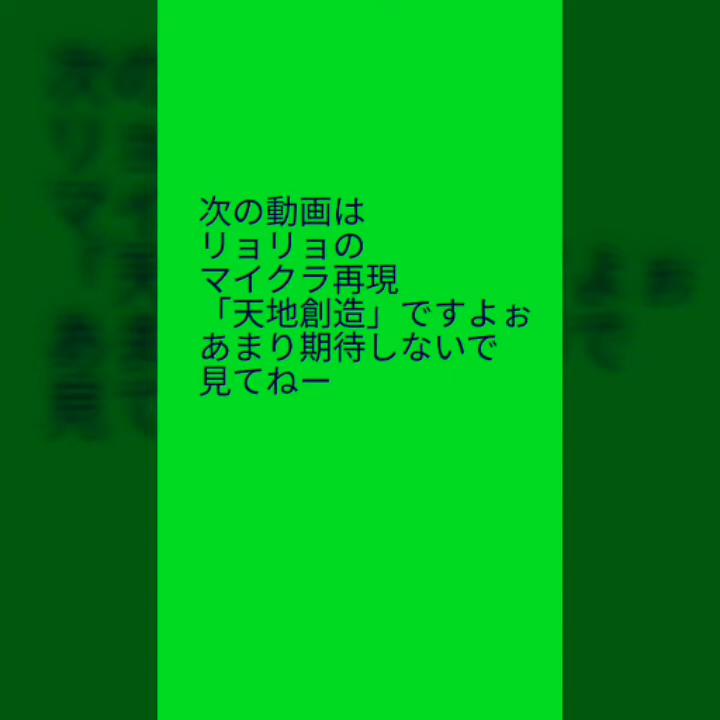 次の動画は
リョリョの
マイクラ再現
「天地創造」ですよぉ
あまり期待しないで
見てねー